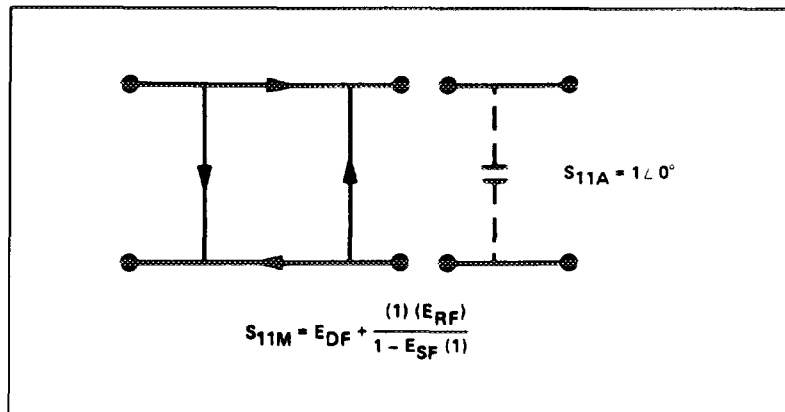 S11A = 1∠0°
S11M = EDF + (1) (ERF) / 1 − ESF (1)